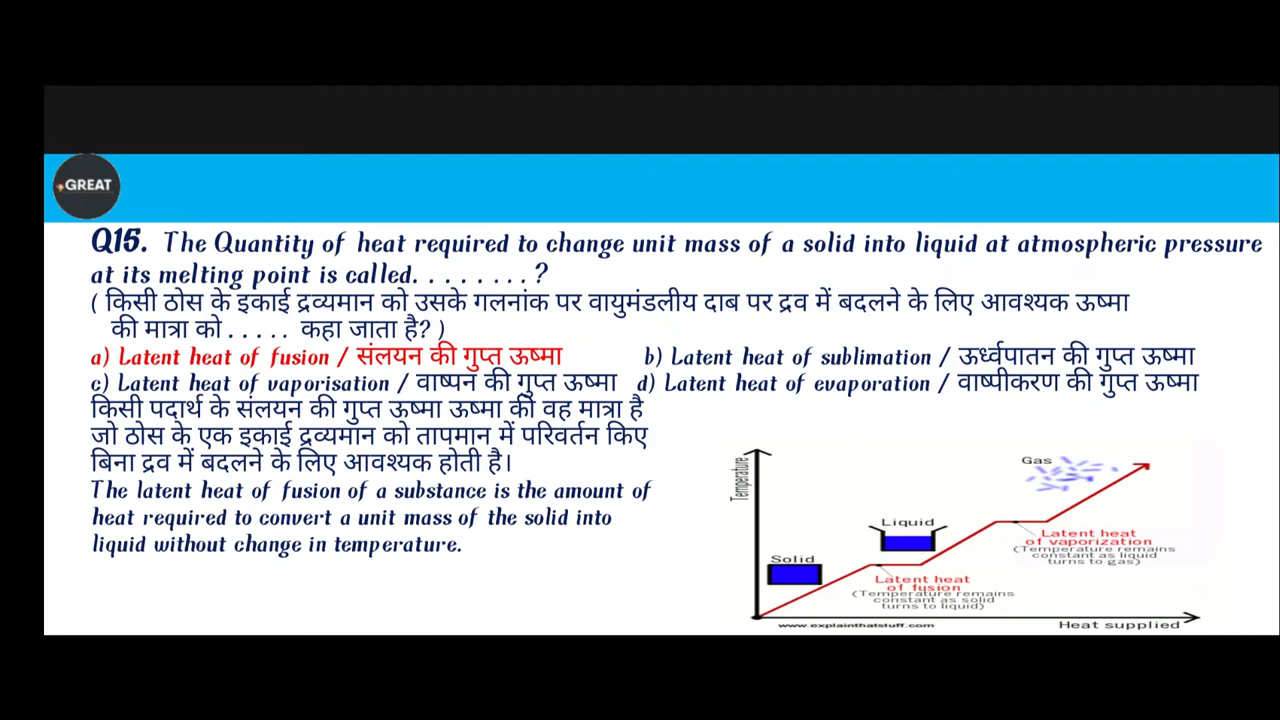 GREAT
Q15. The Quantity of heat required to change unit mass of a solid into liquid at atmospheric pressure
at its melting point is called. . . . . . . . . ?
( किसी ठोस के इकाई द्रव्यमान को उसके गलनांक पर वायुमंडलीय दाब पर द्रव में बदलने के लिए आवश्यक ऊष्मा
की मात्रा को . . . . . कहा जाता है? )
a) Latent heat of fusion / संलयन की गुप्त ऊष्मा b) Latent heat of sublimation / ऊर्ध्वपातन की गुप्त ऊष्मा
c) Latent heat of vaporisation / वाष्पन की गुप्त ऊष्मा d) Latent heat of evaporation / वाष्पीकरण की गुप्त ऊष्मा
किसी पदार्थ के संलयन की गुप्त ऊष्मा ऊष्मा की वह मात्रा है
जो ठोस के एक इकाई द्रव्यमान को तापमान में परिवर्तन किए
बिना द्रव में बदलने के लिए आवश्यक होती है।
The latent heat of fusion of a substance is the amount of
heat required to convert a unit mass of the solid into
liquid without change in temperature.
Temperature
Gas
Liquid
Solid
Latent heat
of vaporization
(Temperature remains
constant as liquid
turns to gas)
Latent heat
of fusion
(Temperature remains
constant as solid
turns to liquid)
www.explainthatstuff.com
Heat supplied